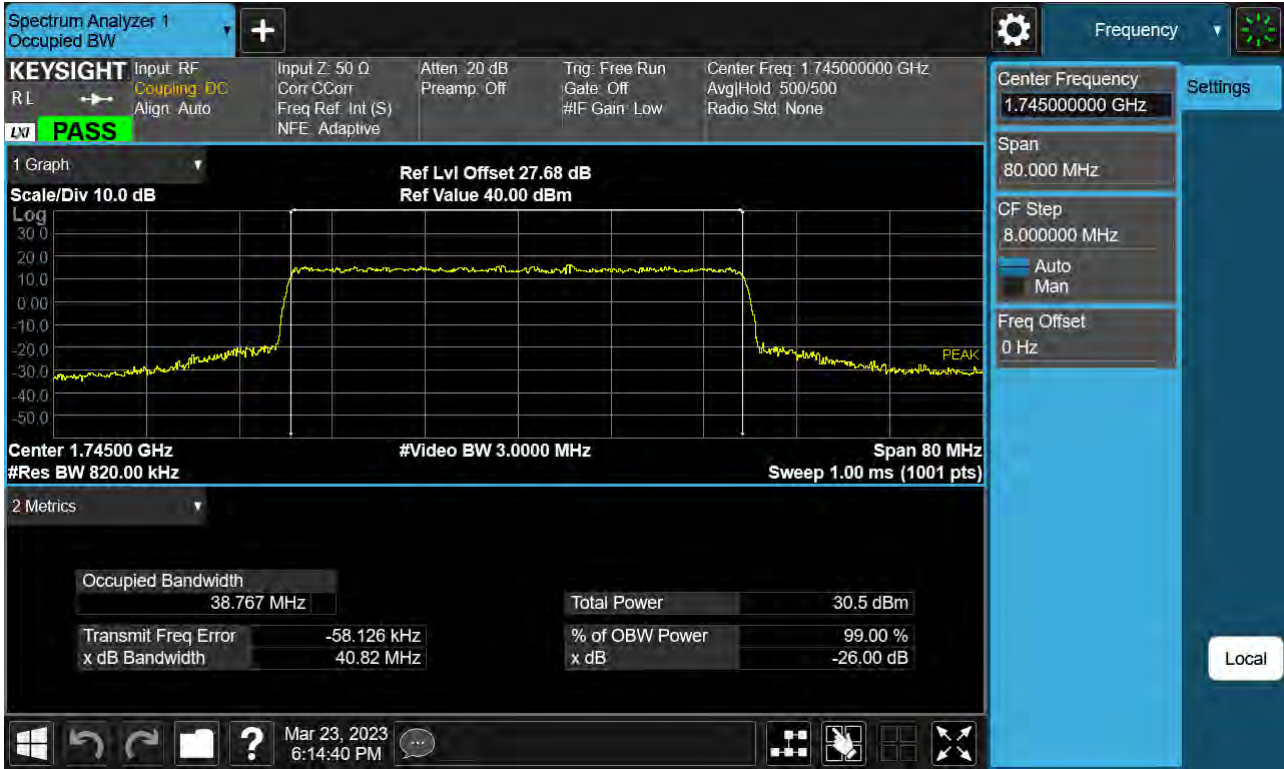 Spectrum Analyzer 1
Occupied BW
+
Frequency
KEYSIGHT
R L
LXI PASS
Input: RF
Coupling: DC
Align: Auto
Input Z: 50 Ω
Corr CCorr
Freq Ref: Int (S)
NFE: Adaptive
Atten: 20 dB
Preamp: Off
Trig: Free Run
Gate: Off
#IF Gain: Low
Center Freq: 1.745000000 GHz
Avg|Hold: 500/500
Radio Std: None
1 Graph
Scale/Div 10.0 dB
Ref Lvl Offset 27.68 dB
Ref Value 40.00 dBm
Log
30.0
20.0
10.0
0.00
-10.0
-20.0
-30.0
-40.0
-50.0
PEAK
Center 1.74500 GHz
#Video BW 3.0000 MHz
Span 80 MHz
#Res BW 820.00 kHz
Sweep 1.00 ms (1001 pts)
2 Metrics
Occupied Bandwidth
38.767 MHz
Total Power 30.5 dBm
Transmit Freq Error -58.126 kHz
% of OBW Power 99.00 %
x dB Bandwidth 40.82 MHz
x dB -26.00 dB
Center Frequency
1.745000000 GHz
Settings
Span
80.000 MHz
CF Step
8.000000 MHz
Auto
Man
Freq Offset
0 Hz
Local
?
Mar 23, 2023
6:14:40 PM